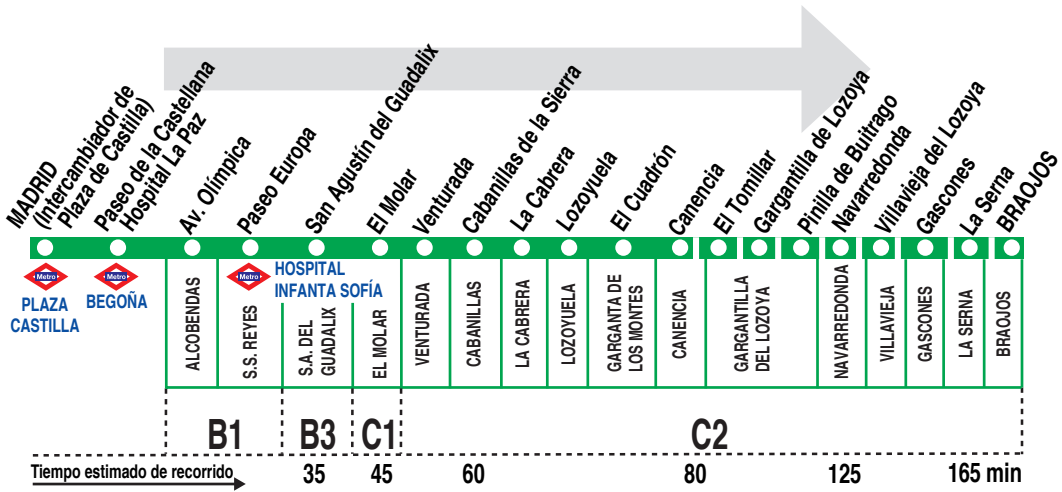 MADRID
(Intercambiador de
Plaza de Castilla)
Paseo de la Castellana
Hospital La Paz
Av. Olímpica
Paseo Europa
San Agustín del Guadalix
El Molar
Venturada
Cabanillas de la Sierra
La Cabrera
Lozoyuela
El Cuadrón
Canencia
El Tomillar
Gargantilla de Lozoya
Pinilla de Buitrago
Navarredonda
Villavieja del Lozoya
Gascones
La Serna
BRAOJOS
Metro
PLAZA
CASTILLA
Metro
BEGOÑA
Metro
HOSPITAL
INFANTA SOFÍA
ALCOBENDAS
S.S. REYES
S.A. DEL
GUADALIX
EL MOLAR
VENTURADA
CABANILLAS
LA CABRERA
LOZOYUELA
GARGANTA DE
LOS MONTES
CANENCIA
GARGANTILLA
DEL LOZOYA
NAVARREDONDA
VILLAVIEJA
GASCONES
LA SERNA
BRAOJOS
B1
B3
C1
C2
Tiempo estimado de recorrido
35
45
60
80
125
165 min